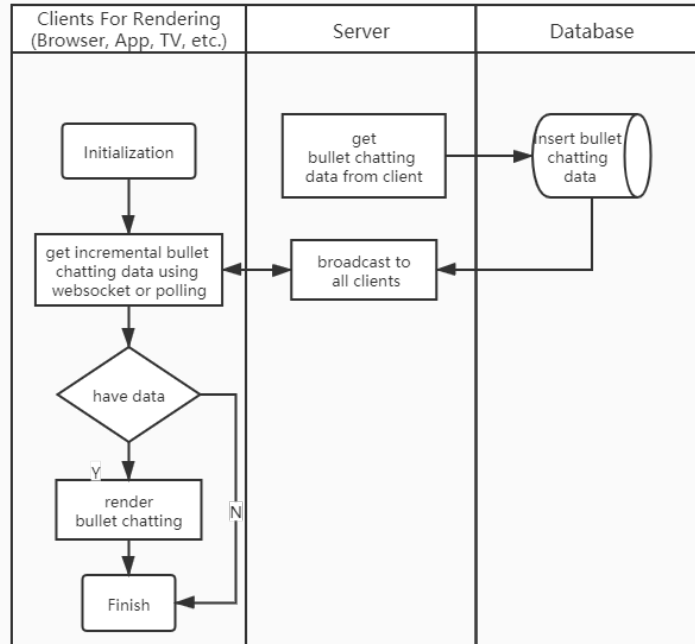 Clients For Rendering
(Browser, App, TV, etc.)
Server
Database
Initialization
get
bullet chatting
data from client
insert bullet
chatting
data
get incremental bullet
chatting data using
websocket or polling
broadcast to
all clients
have data
Y
N
render
bullet chatting
Finish